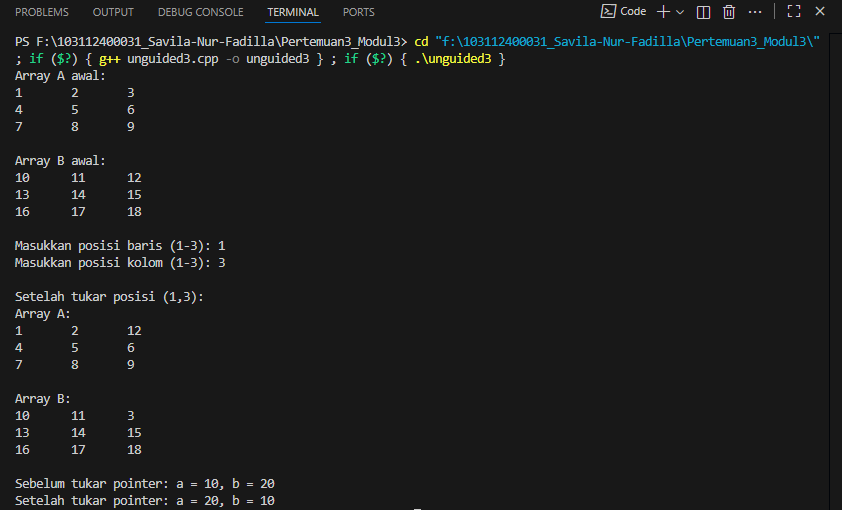 PROBLEMS OUTPUT DEBUG CONSOLE TERMINAL PORTS Code
PS F:\103112400031_Savila-Nur-Fadilla\Pertemuan3_Modul3> cd "f:\103112400031_Savila-Nur-Fadilla\Pertemuan3_Modul3\"
; if ($?) { g++ unguided3.cpp -o unguided3 } ; if ($?) { .\unguided3 }
Array A awal:
1 2 3
4 5 6
7 8 9
Array B awal:
10 11 12
13 14 15
16 17 18
Masukkan posisi baris (1-3): 1
Masukkan posisi kolom (1-3): 3
Setelah tukar posisi (1,3):
Array A:
1 2 12
4 5 6
7 8 9
Array B:
10 11 3
13 14 15
16 17 18
Sebelum tukar pointer: a = 10, b = 20
Setelah tukar pointer: a = 20, b = 10